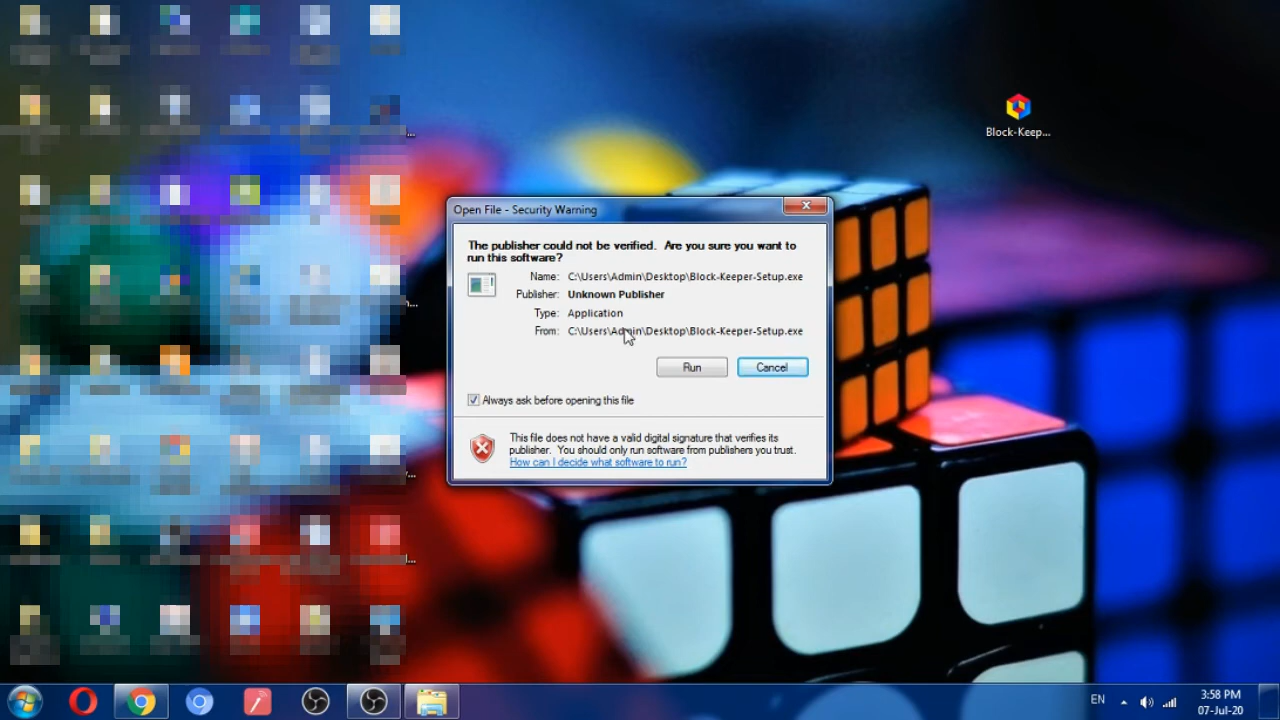 Block-Keep...
Open File - Security Warning
The publisher could not be verified. Are you sure you want to
run this software?
Name: C:\Users\Admin\Desktop\Block-Keeper-Setup.exe
Publisher: Unknown Publisher
Type: Application
From: C:\Users\Admin\Desktop\Block-Keeper-Setup.exe
Run Cancel
Always ask before opening this file
This file does not have a valid digital signature that verifies its
publisher. You should only run software from publishers you trust.
How can I decide what software to run?
EN
3:58 PM
07-Jul-20